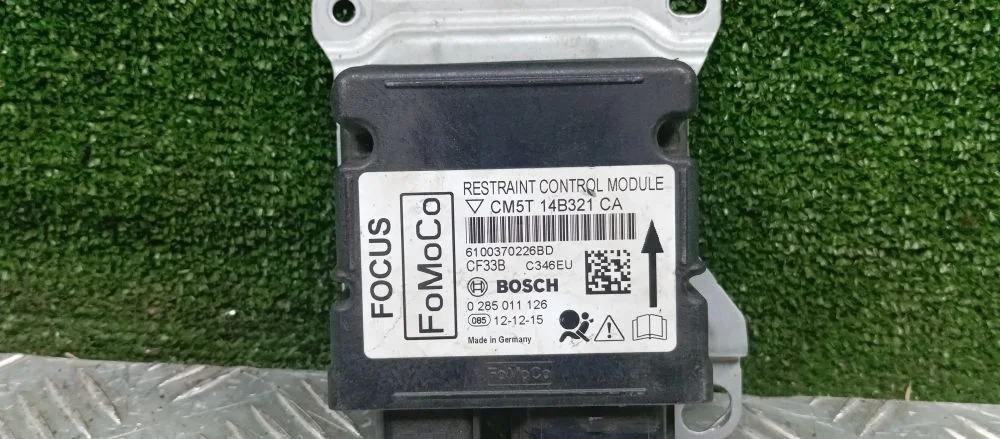 FOCUS
FoMoCo
RESTRAINT CONTROL MODULE
CM5T 14B321 CA
6100370226BD
CF33B C346EU
BOSCH
0 285 011 126
085 12-12-15
Made in Germany
FoMoCo